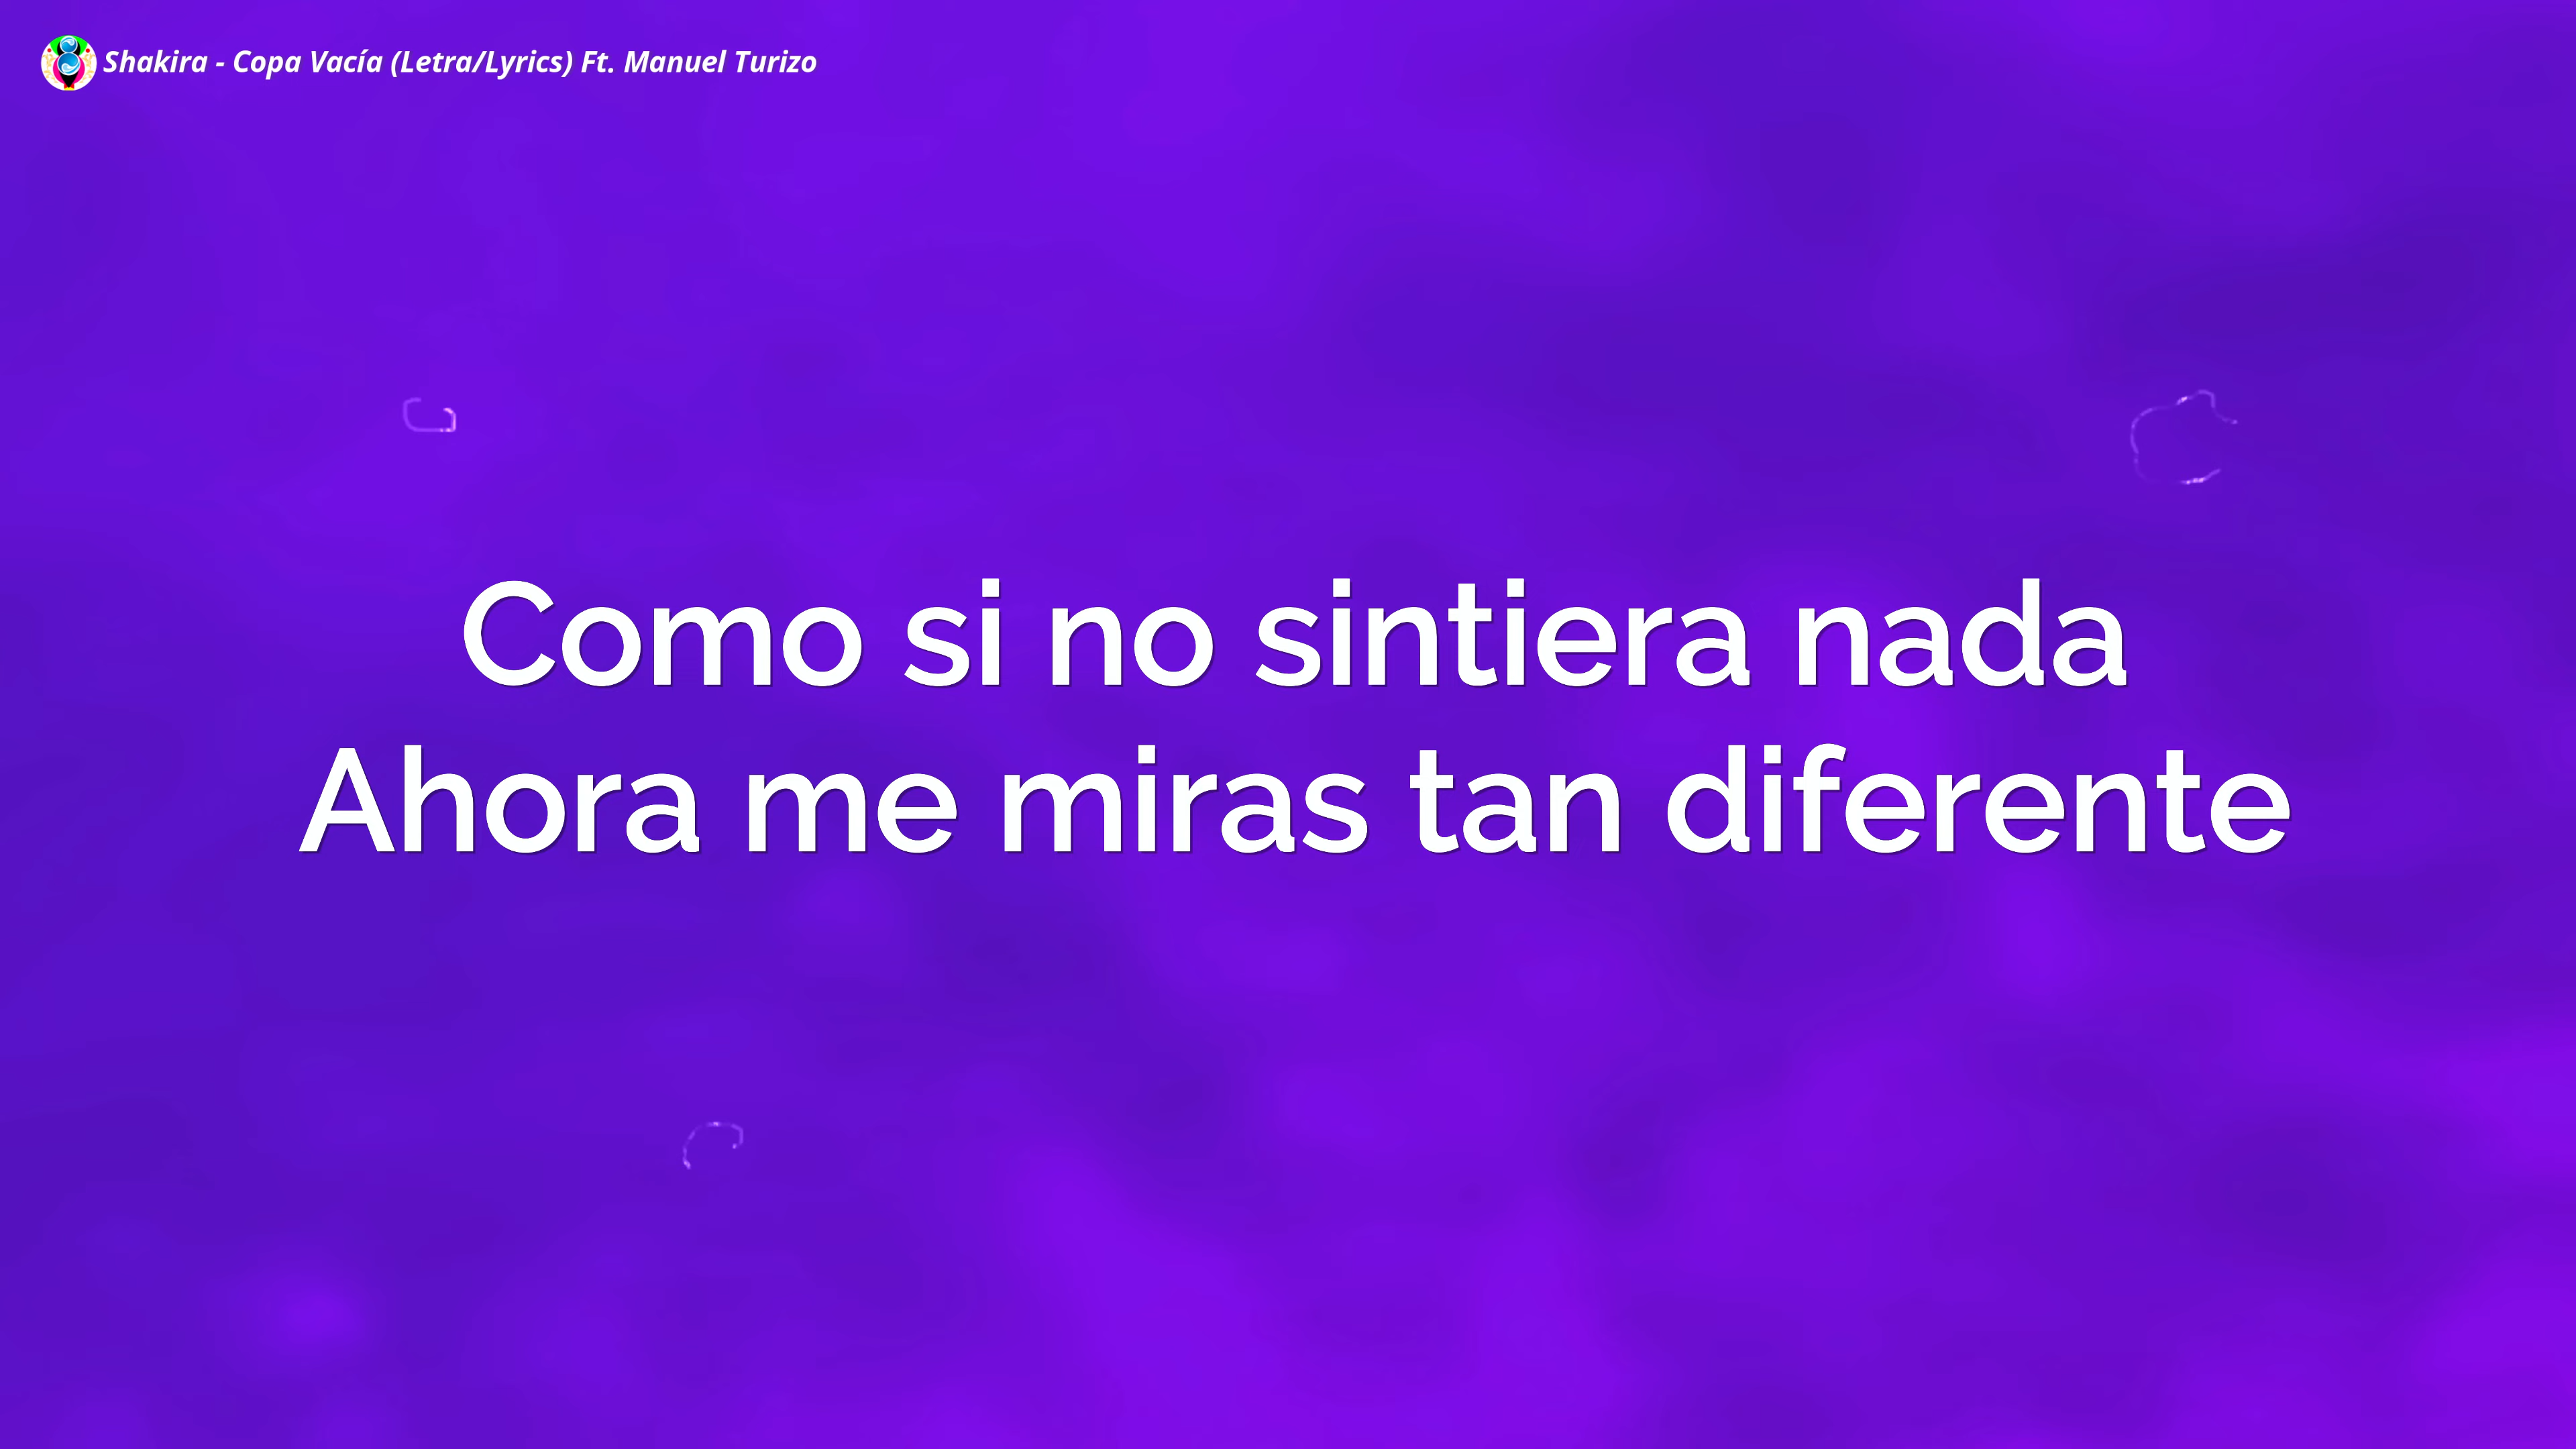 Shakira - Copa Vacía (Letra/Lyrics) Ft. Manuel Turizo
Como si no sintiera nada
Ahora me miras tan diferente